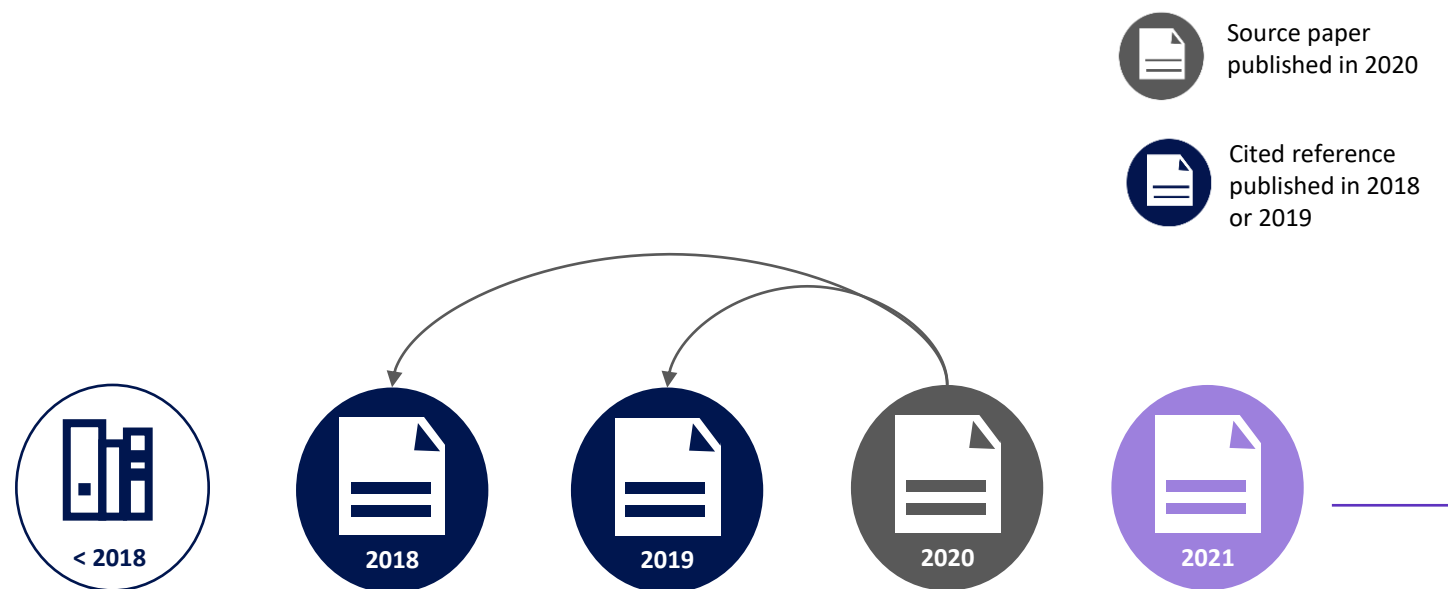 Source paper
published in 2020
Cited reference
published in 2018
or 2019
< 2018
2018
2019
2020
2021